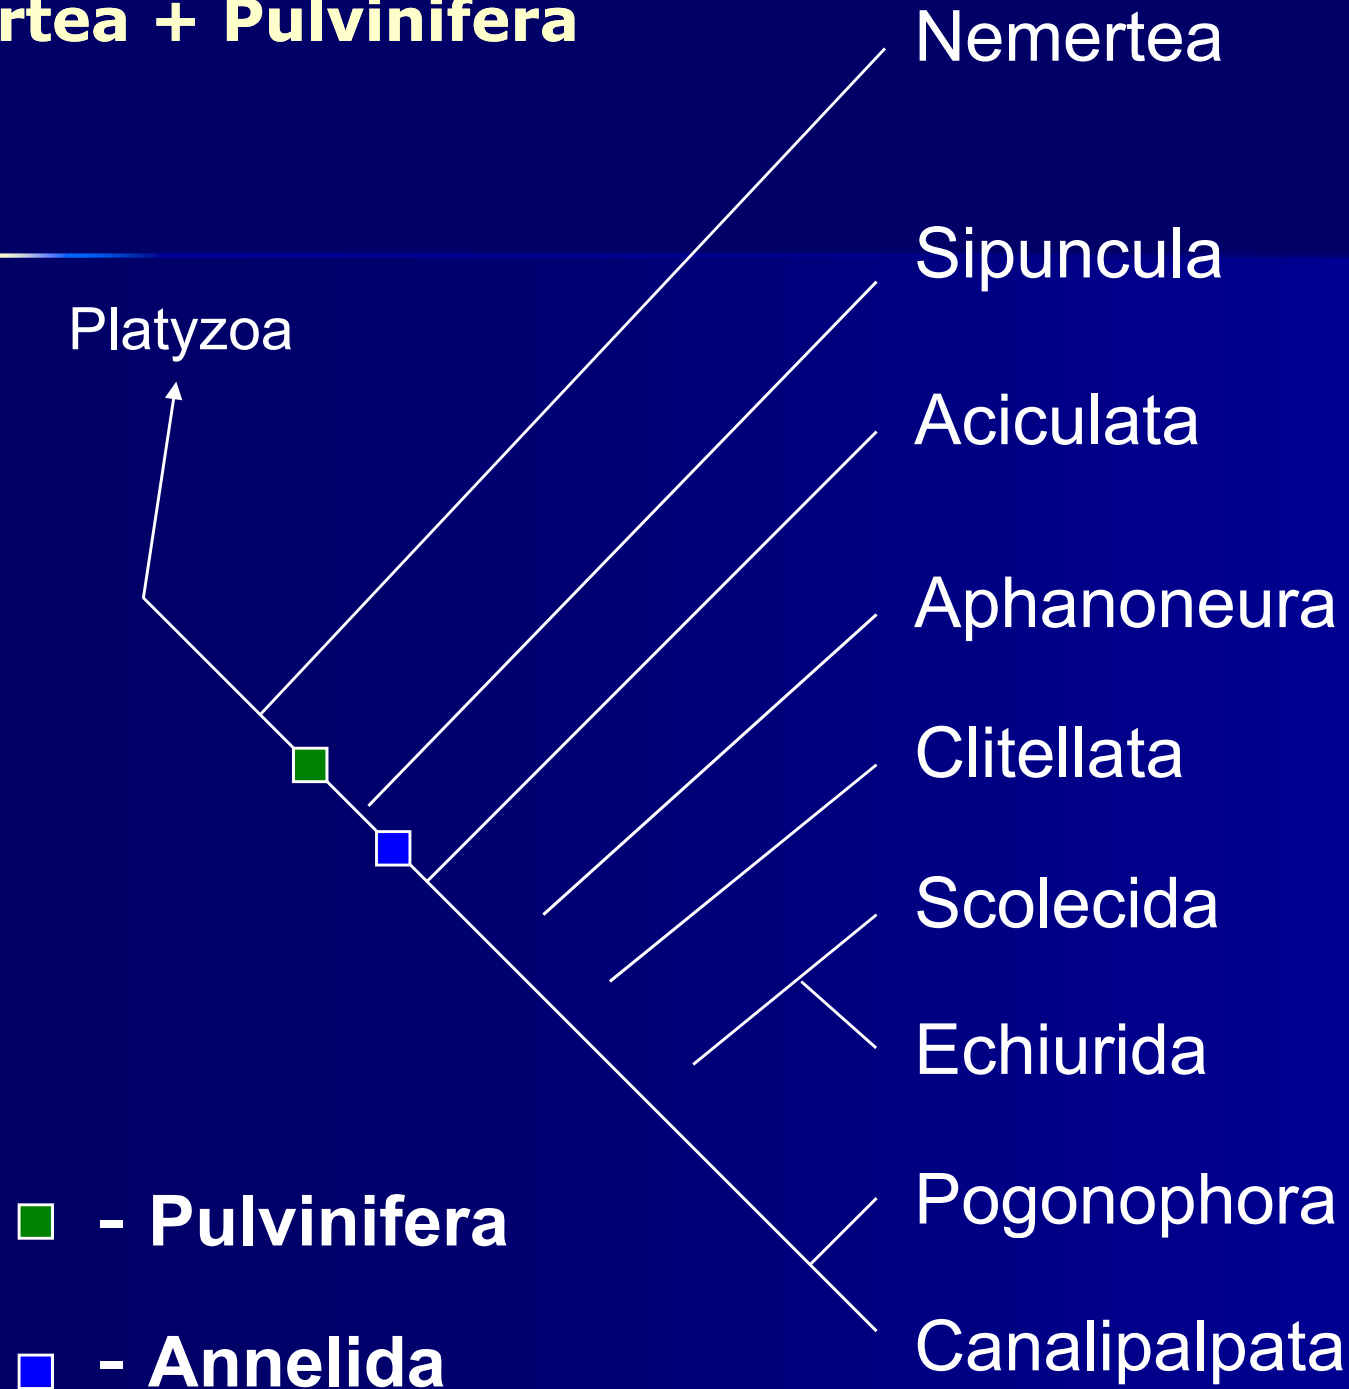 rtea + Pulvinifera
Nemertea
Sipuncula
Platyzoa
Aciculata
Aphanoneura
Clitellata
Scolecida
Echiurida
Pogonophora
- Pulvinifera
Canalipalpata
- Annelida